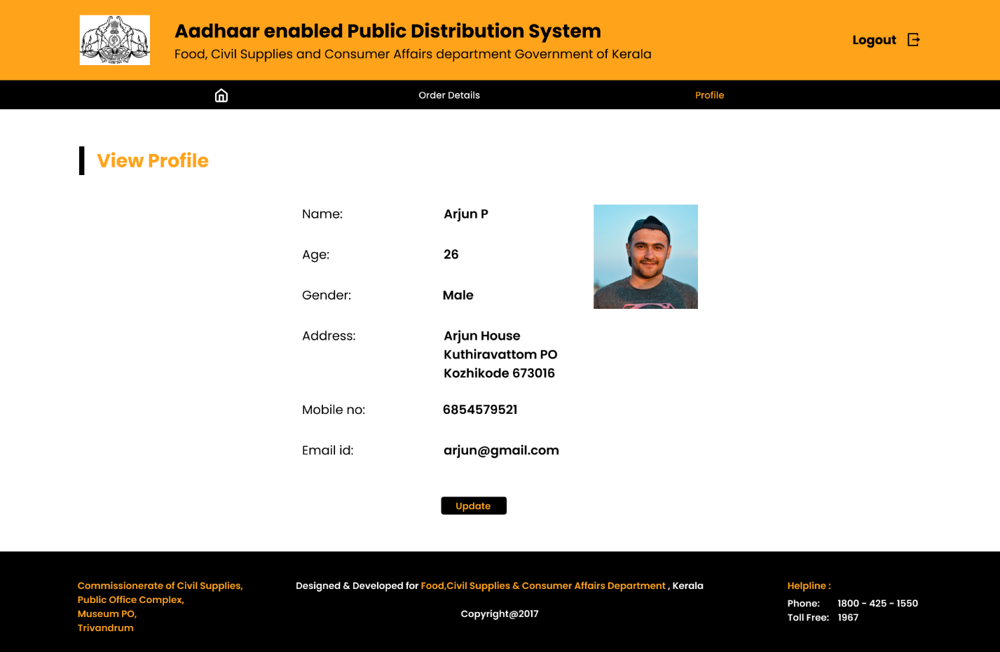 Aadhaar enabled Public Distribution System
Food, Civil Supplies and Consumer Affairs department Government of Kerala
Logout
Order Details
Profile
View Profile
Name: Arjun P
Age: 26
Gender: Male
Address: Arjun House
Kuthiravattom PO
Kozhikode 673016
Mobile no: 6854579521
Email id: arjun@gmail.com
Update
Commissionerate of Civil Supplies,
Public Office Complex,
Museum PO,
Trivandrum
Designed & Developed for Food,Civil Supplies & Consumer Affairs Department , Kerala
Copyright@2017
Helpline :
Phone: 1800 - 425 - 1550
Toll Free: 1967